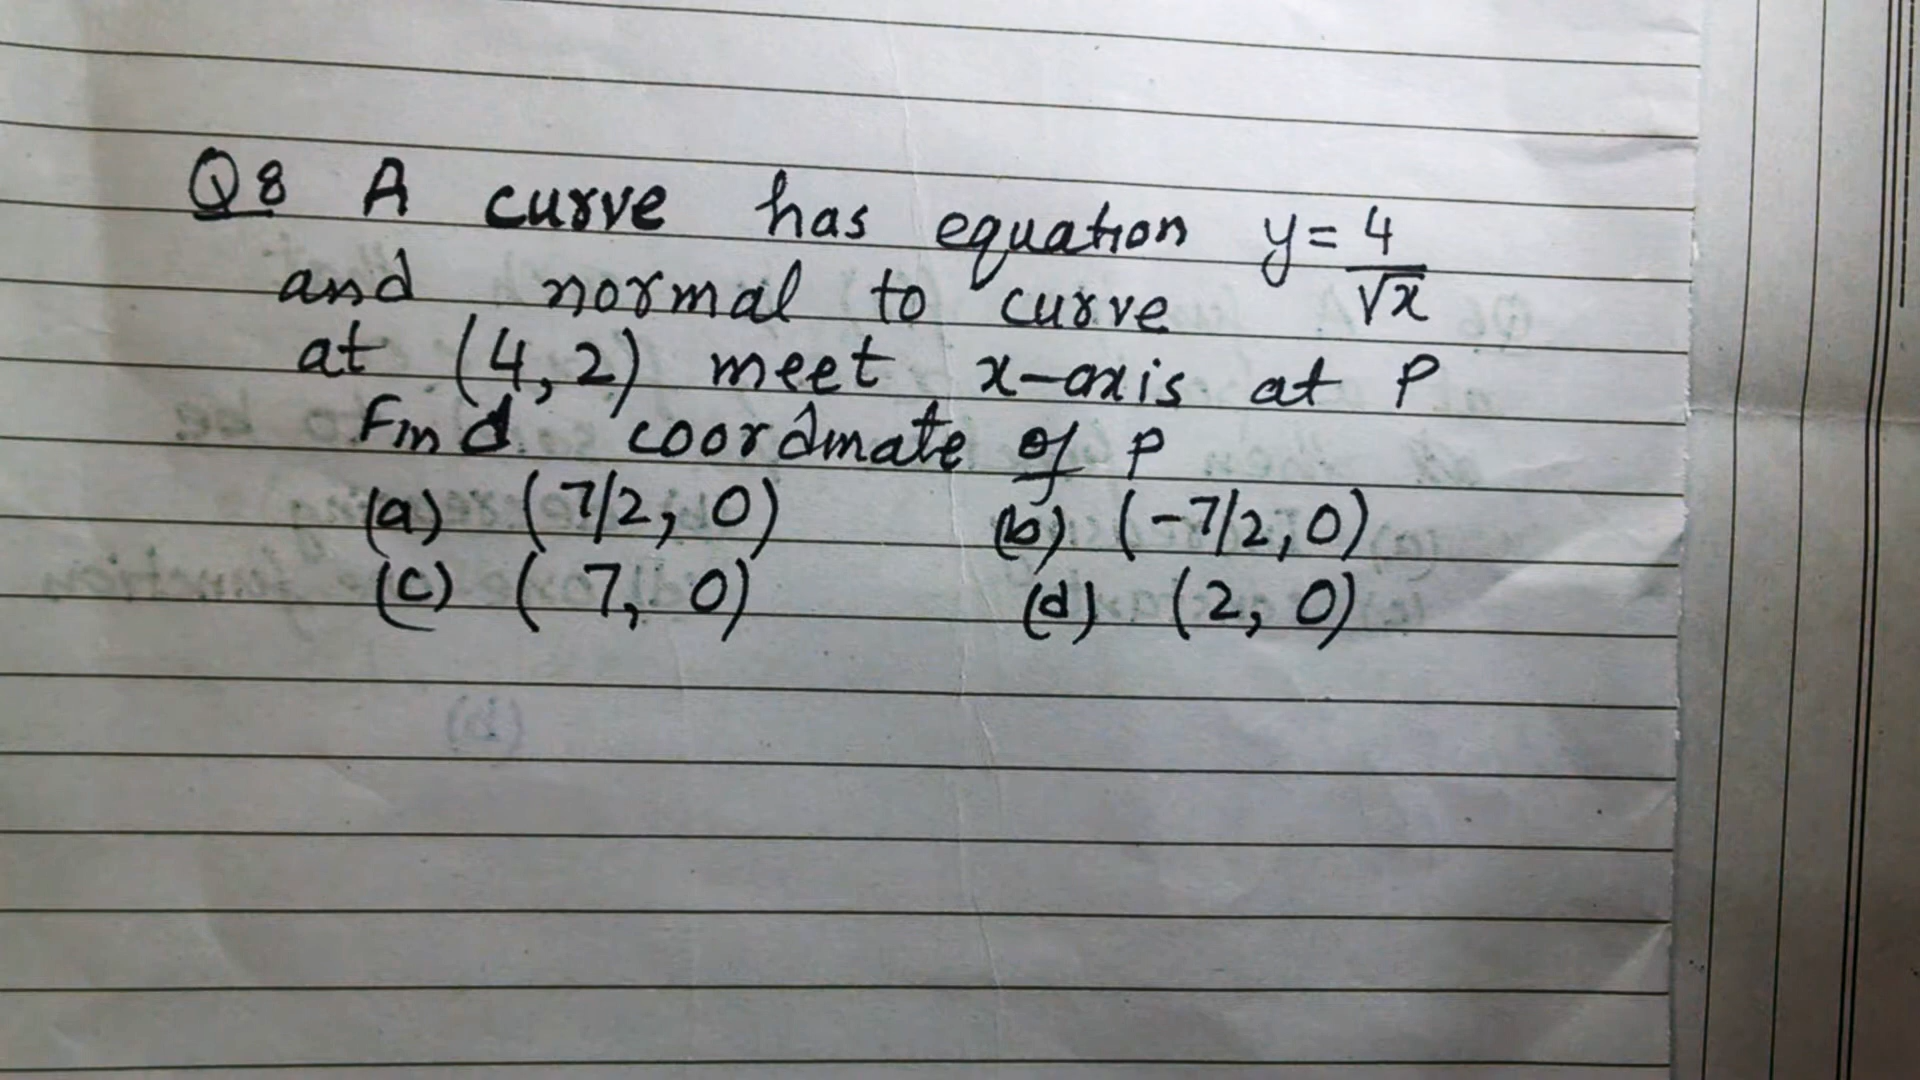 Q8 A curve has equation y = 4/√x
and normal to curve
at (4,2) meet x-axis at P
Find coordinate of P
(a) (7/2, 0) (b) (-7/2, 0)
(c) (7, 0) (d) (2, 0)
(b)